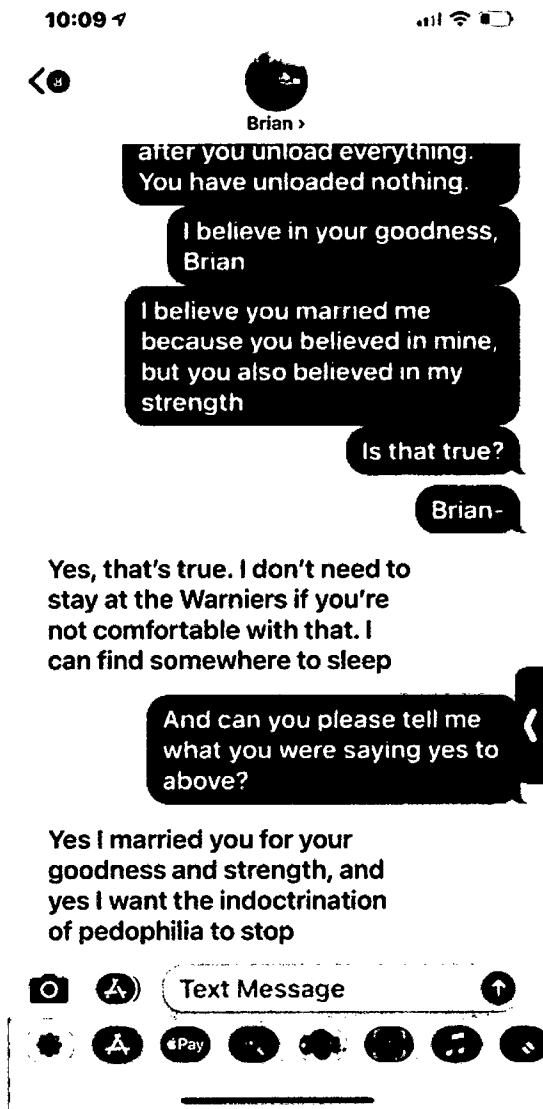 10:09
Brian >
after you unload everything.
You have unloaded nothing.
I believe in your goodness,
Brian
I believe you married me
because you believed in mine,
but you also believed in my
strength
Is that true?
Brian-
Yes, that's true. I don't need to
stay at the Warniers if you're
not comfortable with that. I
can find somewhere to sleep
And can you please tell me
what you were saying yes to
above?
Yes I married you for your
goodness and strength, and
yes I want the indoctrination
of pedophilia to stop
Text Message
Pay